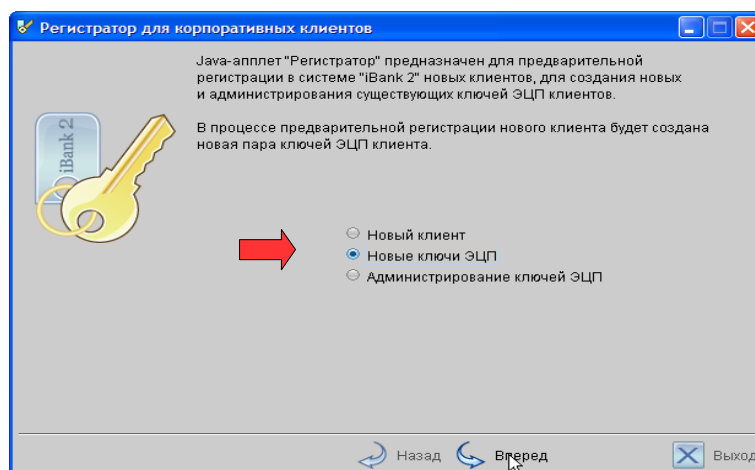 Регистратор для корпоративных клиентов
Java-апплет "Регистратор" предназначен для предварительной
регистрации в системе "iBank 2" новых клиентов, для создания новых
и администрирования существующих ключей ЭЦП клиентов.
В процессе предварительной регистрации нового клиента будет создана
новая пара ключей ЭЦП клиента.
iBank 2
Новый клиент
Новые ключи ЭЦП
Администрирование ключей ЭЦП
Назад
Вперед
Выход